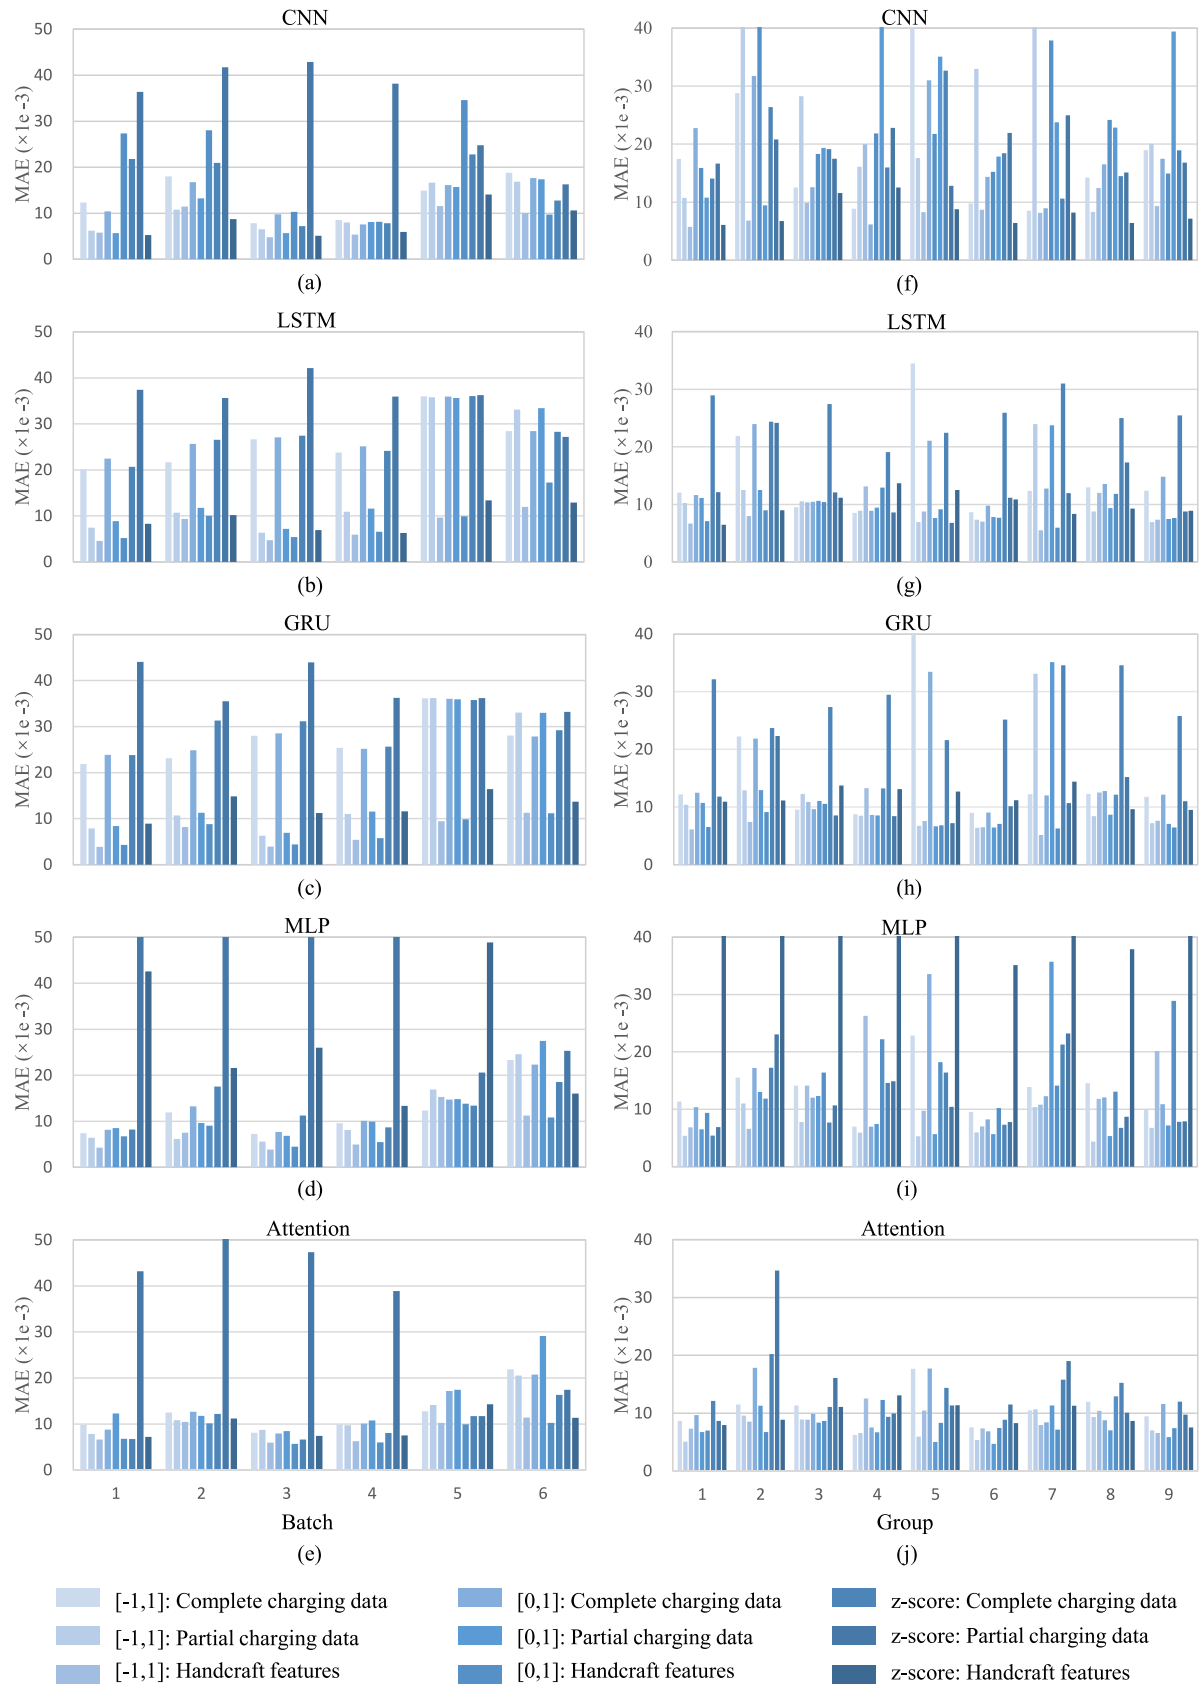 CNN
50
40
30
20
10
0
MAE (×1e -3)
(a)
CNN
40
30
20
10
0
MAE (×1e -3)
(f)
LSTM
50
40
30
20
10
0
MAE (×1e -3)
(b)
LSTM
40
30
20
10
0
MAE (×1e -3)
(g)
GRU
50
40
30
20
10
0
MAE (×1e -3)
(c)
GRU
40
30
20
10
0
MAE (×1e -3)
(h)
MLP
50
40
30
20
10
0
MAE (×1e -3)
(d)
MLP
40
30
20
10
0
MAE (×1e -3)
(i)
Attention
50
40
30
20
10
0
MAE (×1e -3)
1 2 3 4 5 6
Batch
(e)
Attention
40
30
20
10
0
MAE (×1e -3)
1 2 3 4 5 6 7 8 9
Group
(j)
[-1,1]: Complete charging data
[0,1]: Complete charging data
z-score: Complete charging data
[-1,1]: Partial charging data
[0,1]: Partial charging data
z-score: Partial charging data
[-1,1]: Handcraft features
[0,1]: Handcraft features
z-score: Handcraft features